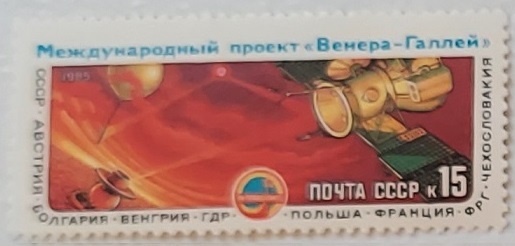 Международный проект «Венера-Галлей»
1985
СССР · АВСТРИЯ · БОЛГАРИЯ · ВЕНГРИЯ · ГДР · ПОЛЬША · ФРАНЦИЯ · ФРГ · ЧЕХОСЛОВАКИЯ
ПОЧТА СССР К 15